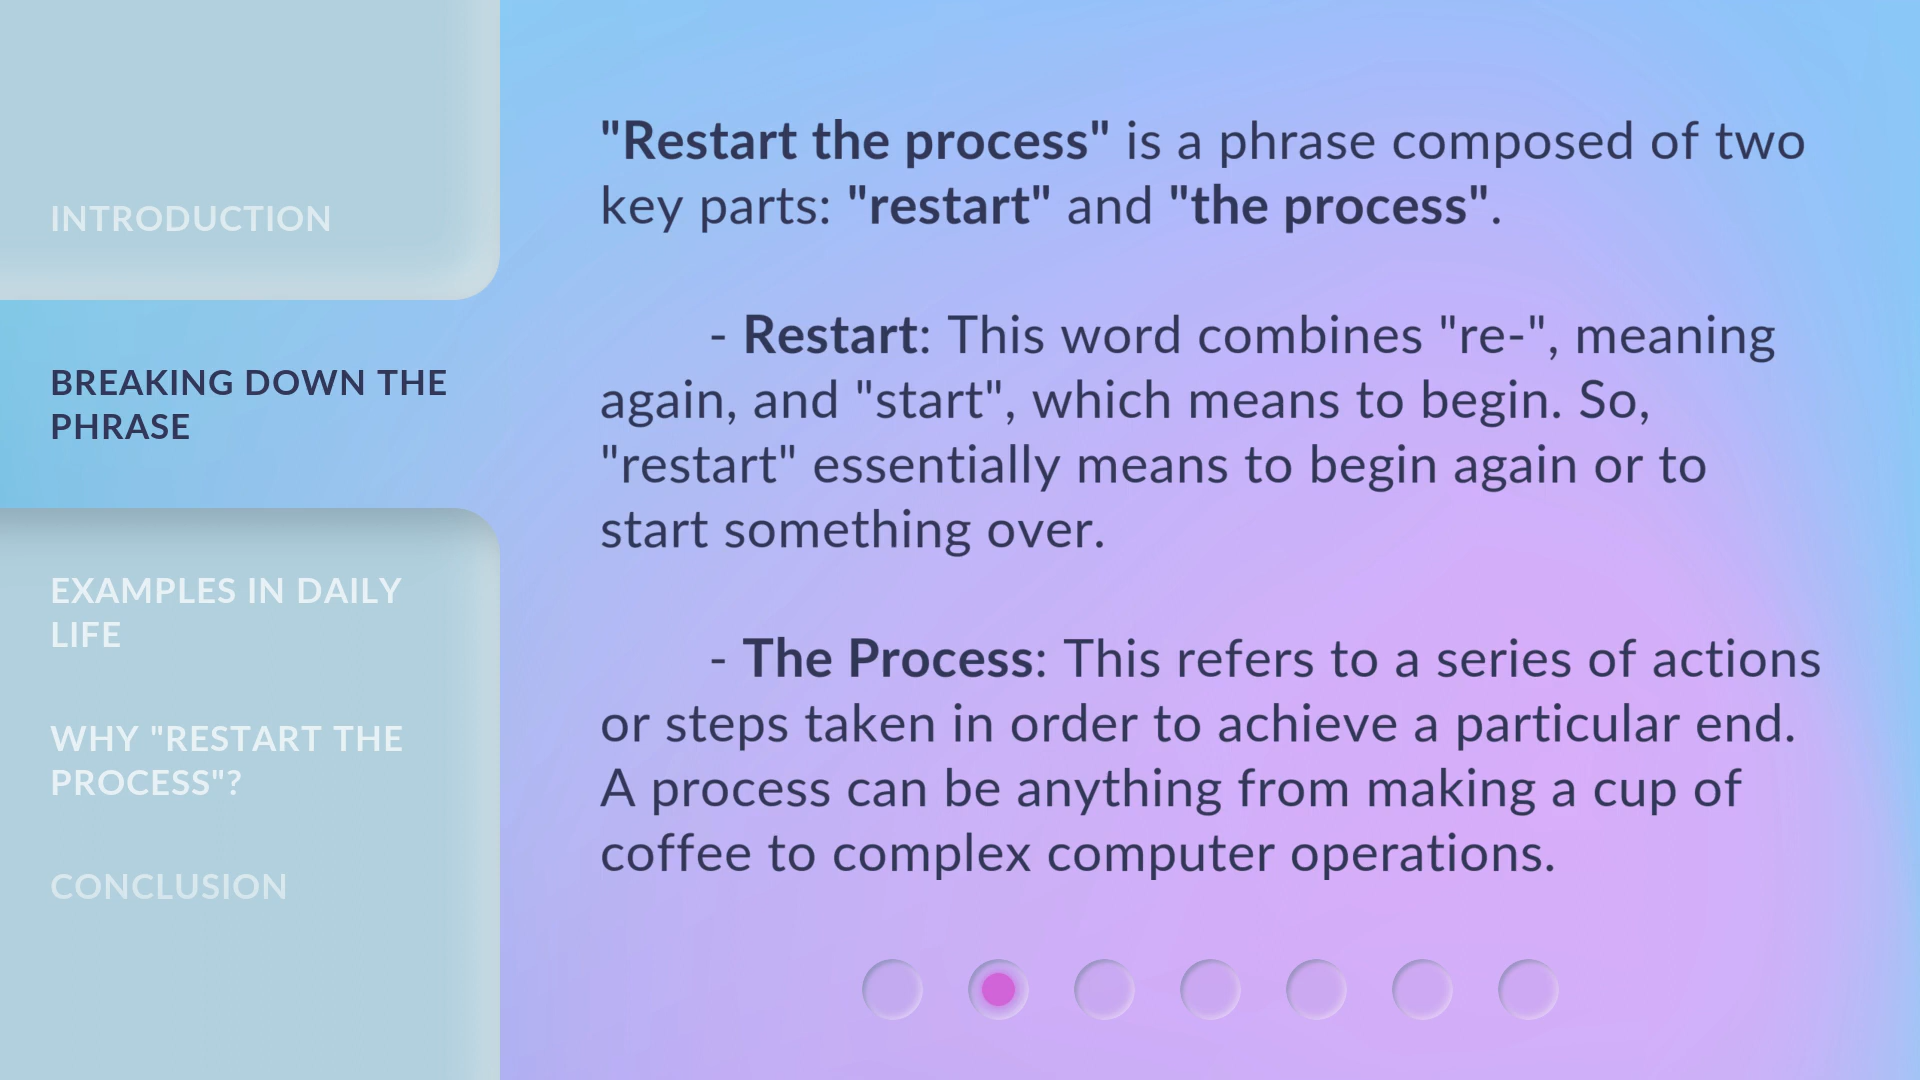 INTRODUCTION
BREAKING DOWN THE
PHRASE
EXAMPLES IN DAILY
LIFE
WHY "RESTART THE
PROCESS"?
CONCLUSION
"Restart the process" is a phrase composed of two
key parts: "restart" and "the process".
- Restart: This word combines "re-", meaning
again, and "start", which means to begin. So,
"restart" essentially means to begin again or to
start something over.
- The Process: This refers to a series of actions
or steps taken in order to achieve a particular end.
A process can be anything from making a cup of
coffee to complex computer operations.